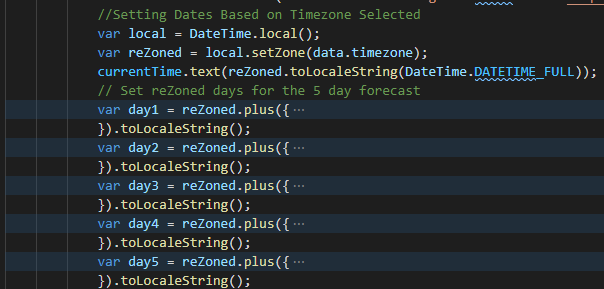 //Setting Dates Based on Timezone Selected
var local = DateTime.local();
var reZoned = local.setZone(data.timezone);
currentTime.text(reZoned.toLocaleString(DateTime.DATETIME_FULL));
// Set reZoned days for the 5 day forecast
var day1 = reZoned.plus({ ···
}).toLocaleString();
var day2 = reZoned.plus({ ···
}).toLocaleString();
var day3 = reZoned.plus({ ···
}).toLocaleString();
var day4 = reZoned.plus({ ···
}).toLocaleString();
var day5 = reZoned.plus({ ···
}).toLocaleString();